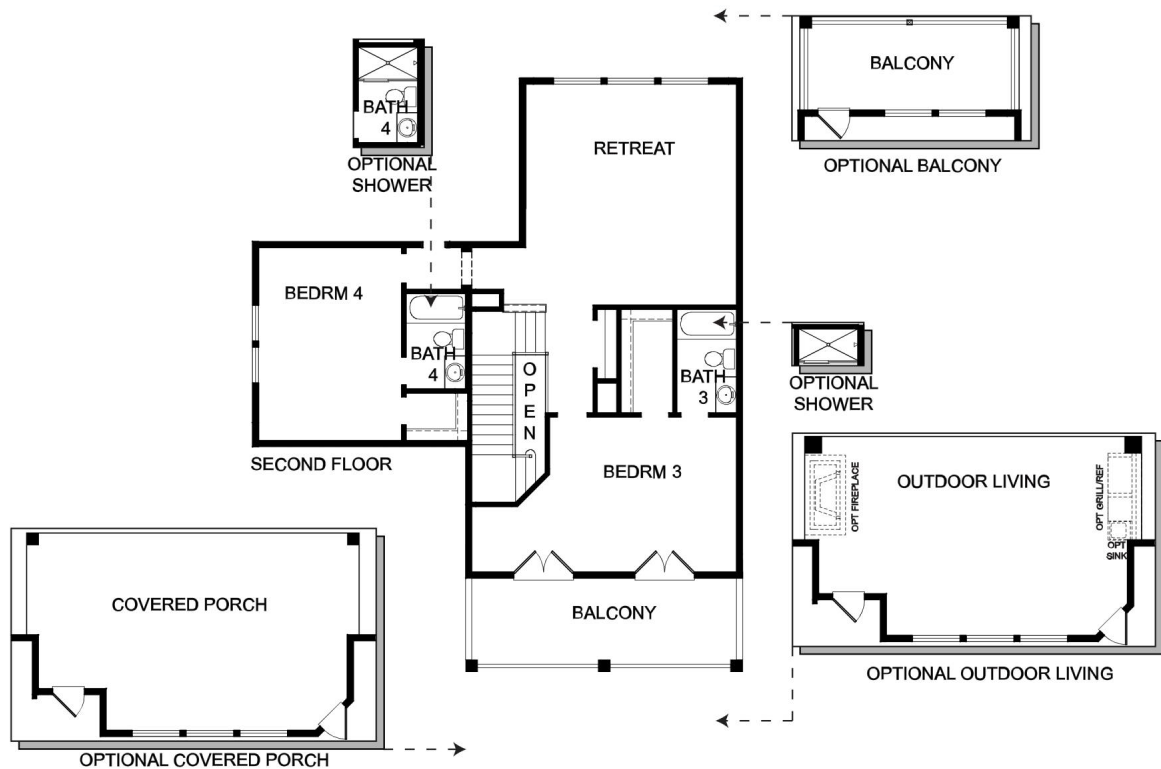 BATH
4
OPTIONAL
SHOWER
BALCONY
OPTIONAL BALCONY
RETREAT
BEDRM 4
BATH
4
OPEN
BATH
3
OPTIONAL
SHOWER
SECOND FLOOR
BEDRM 3
BALCONY
OUTDOOR LIVING
OPT FIREPLACE
OPT GRILL/REF
OPT
SINK
OPTIONAL OUTDOOR LIVING
COVERED PORCH
OPTIONAL COVERED PORCH